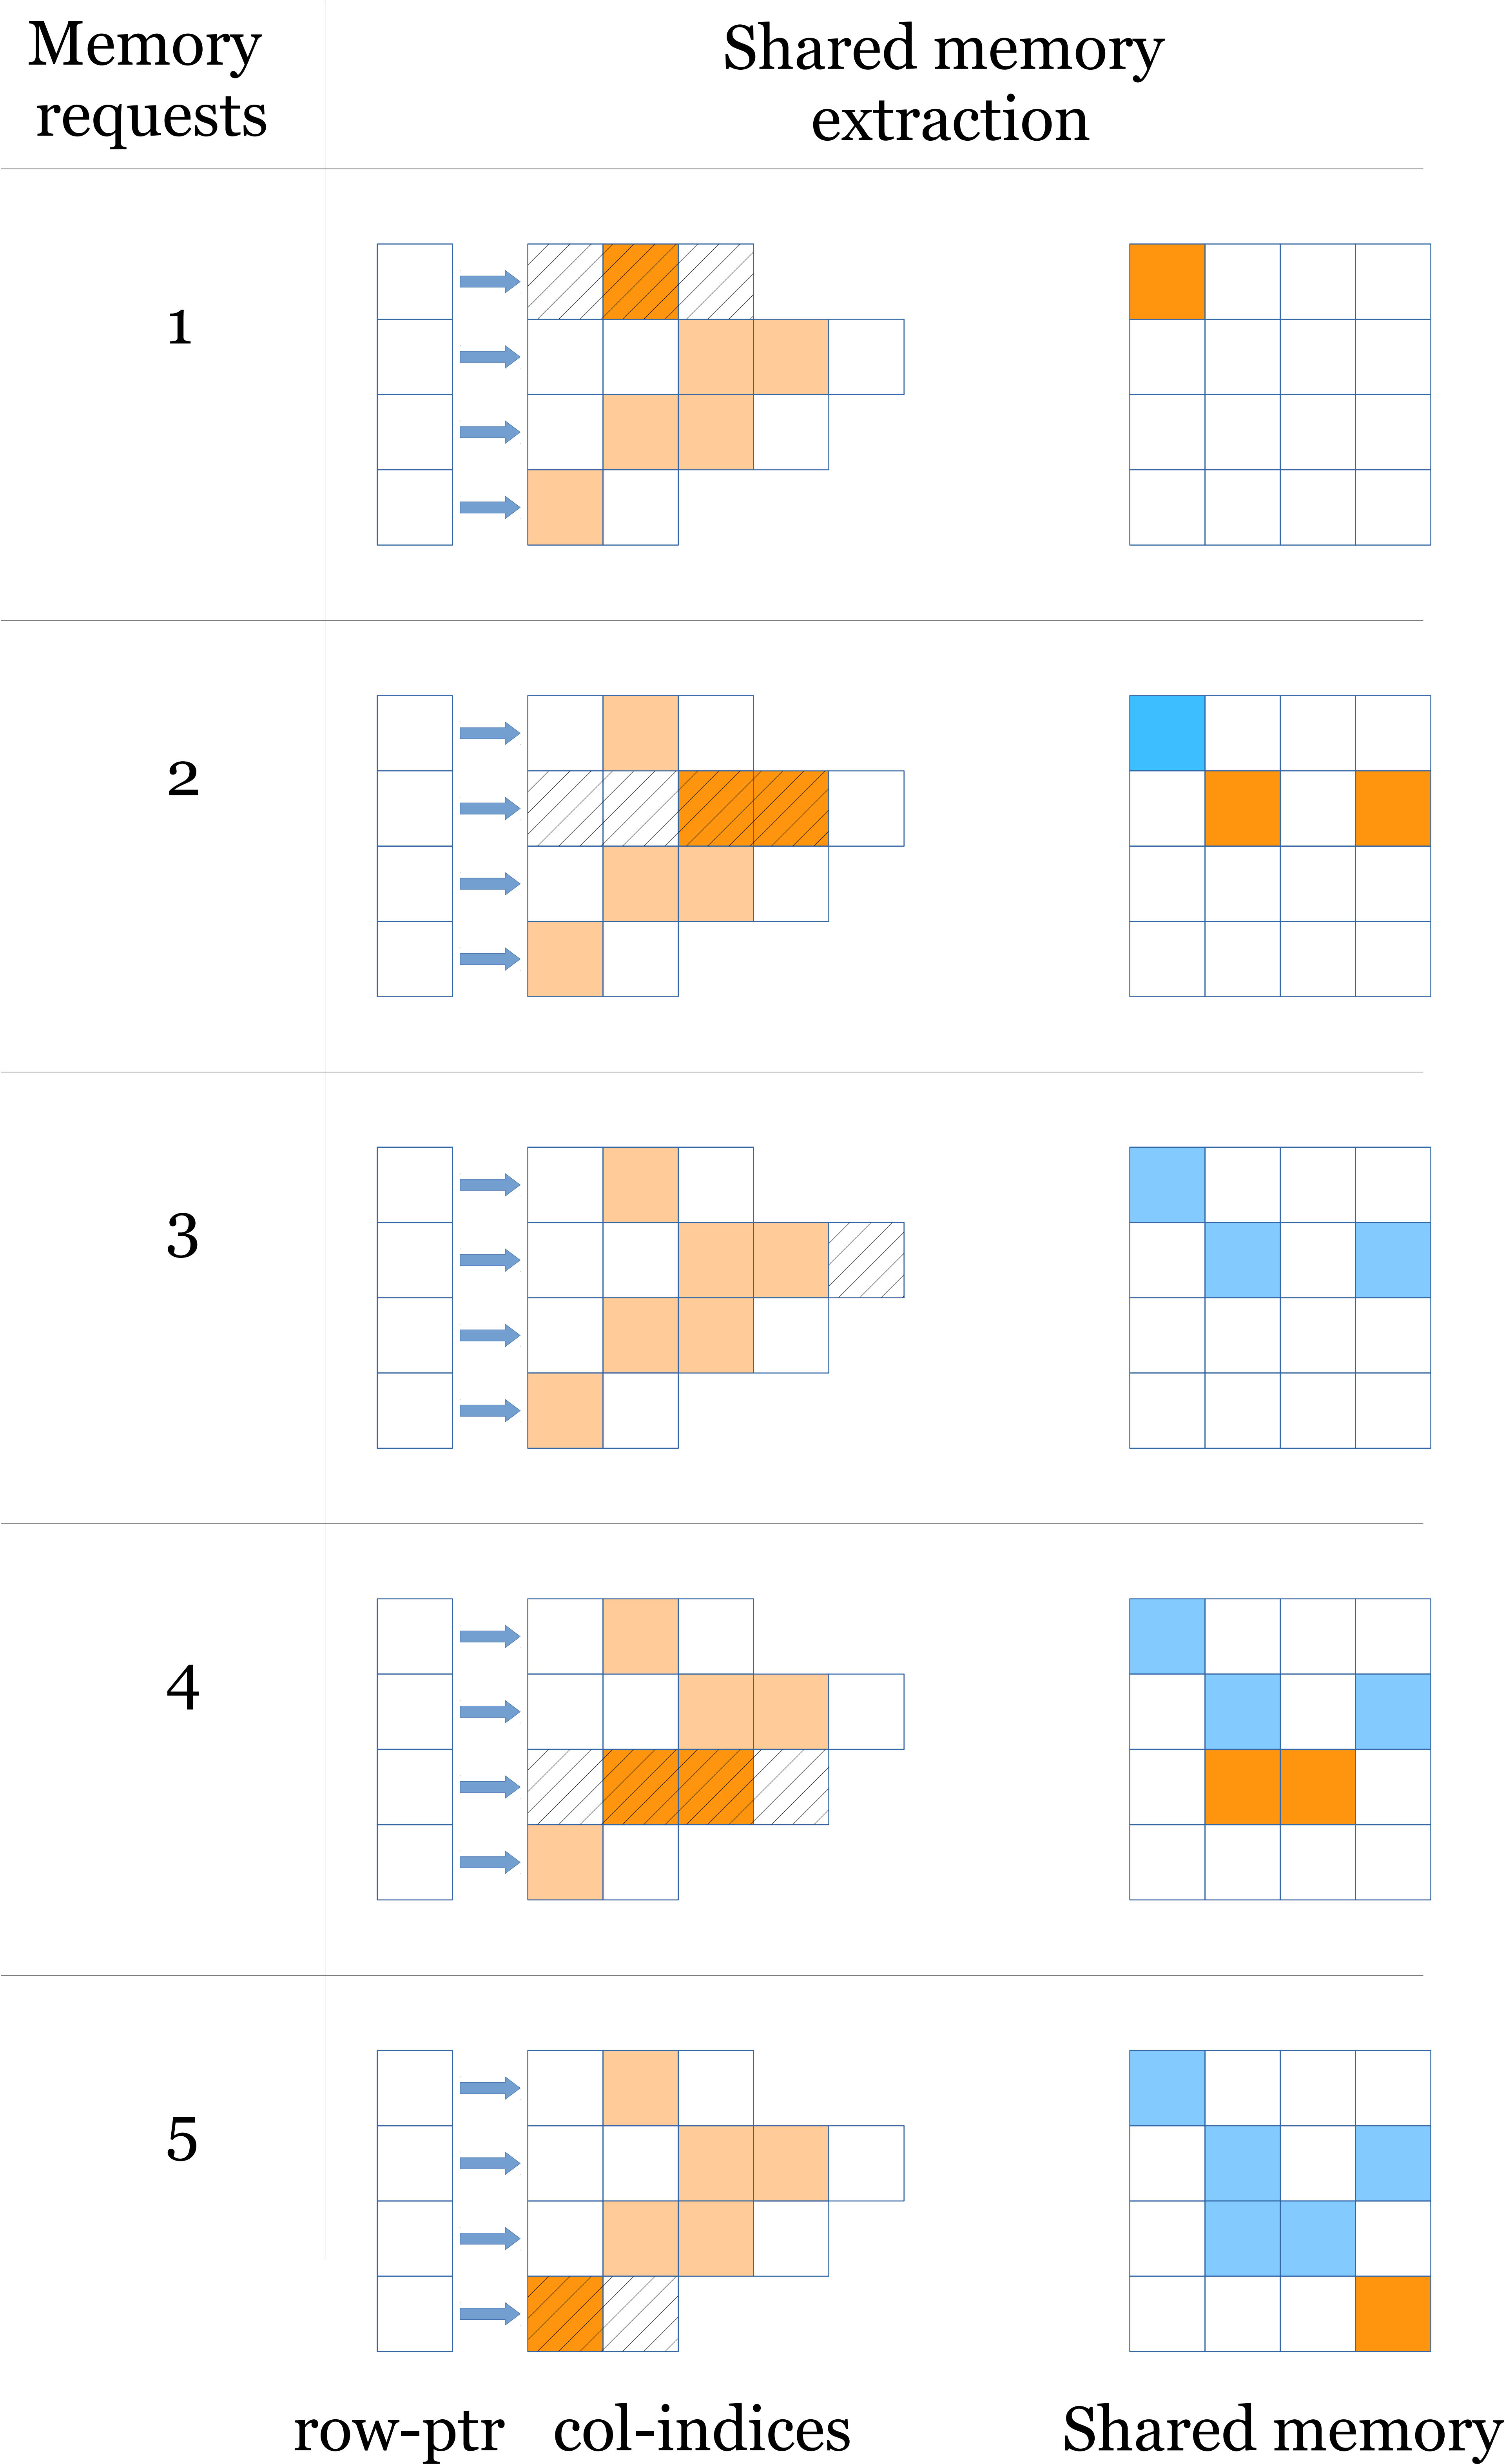 Memory
requests
Shared memory
extraction
1
2
3
4
5
row-ptr
col-indices
Shared memory